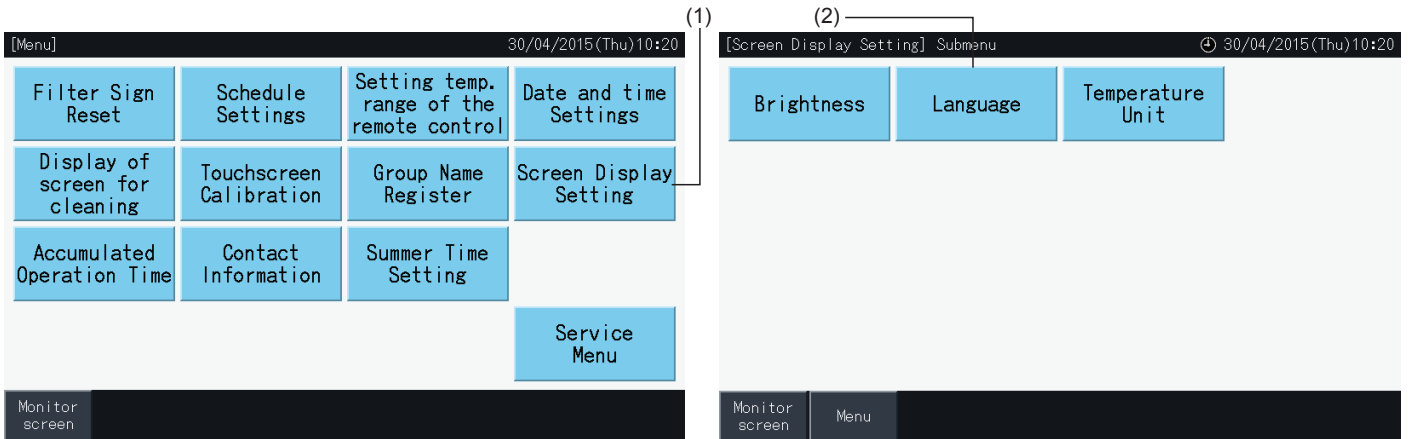 (1)
(2)
[Menu]
30/04/2015(Thu)10:20
Filter Sign
Reset
Schedule
Settings
Setting temp.
range of the
remote control
Date and time
Settings
Display of
screen for
cleaning
Touchscreen
Calibration
Group Name
Register
Screen Display
Setting
Accumulated
Operation Time
Contact
Information
Summer Time
Setting
Service
Menu
Monitor
screen
[Screen Display Setting] Submenu
30/04/2015(Thu)10:20
Brightness
Language
Temperature
Unit
Monitor
screen
Menu